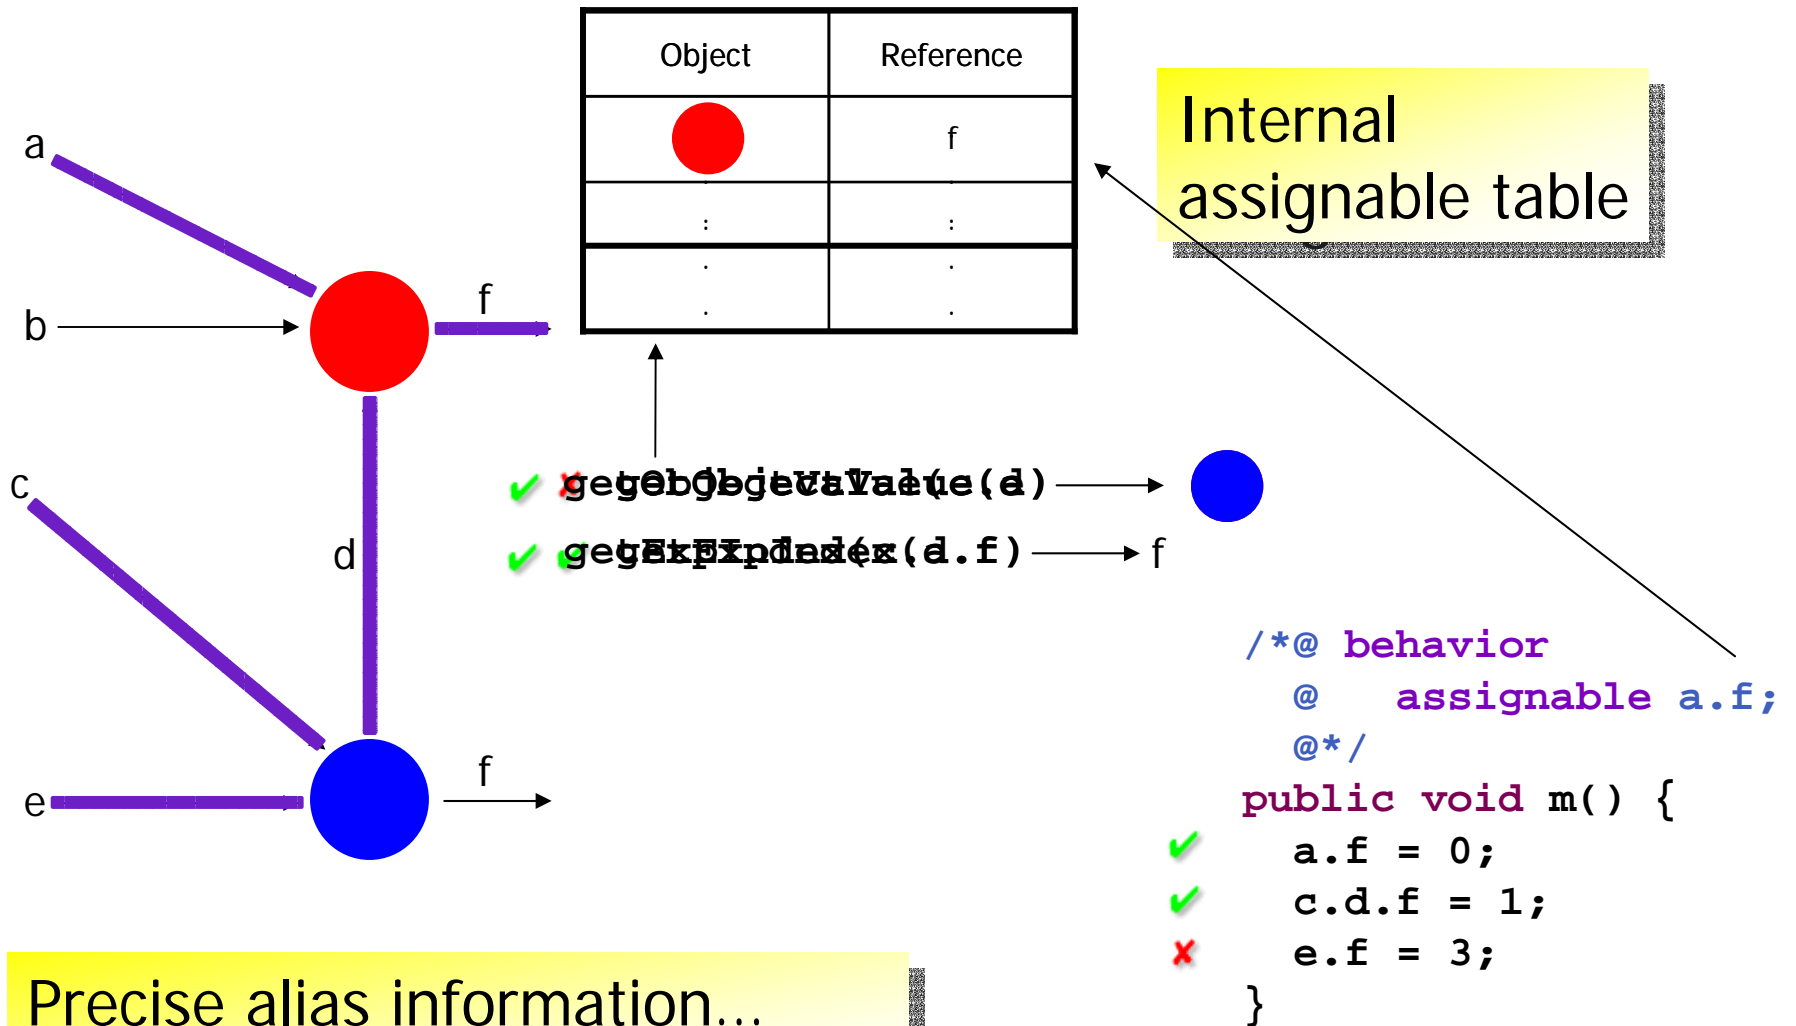 Object Reference
f
: :
. .
. .
Internal
assignable table
a
b
f
c
d
e
f
f
/*@ behavior
@ assignable a.f;
@*/
public void m() {
✔ a.f = 0;
✔ c.d.f = 1;
✘ e.f = 3;
}
Precise alias information...